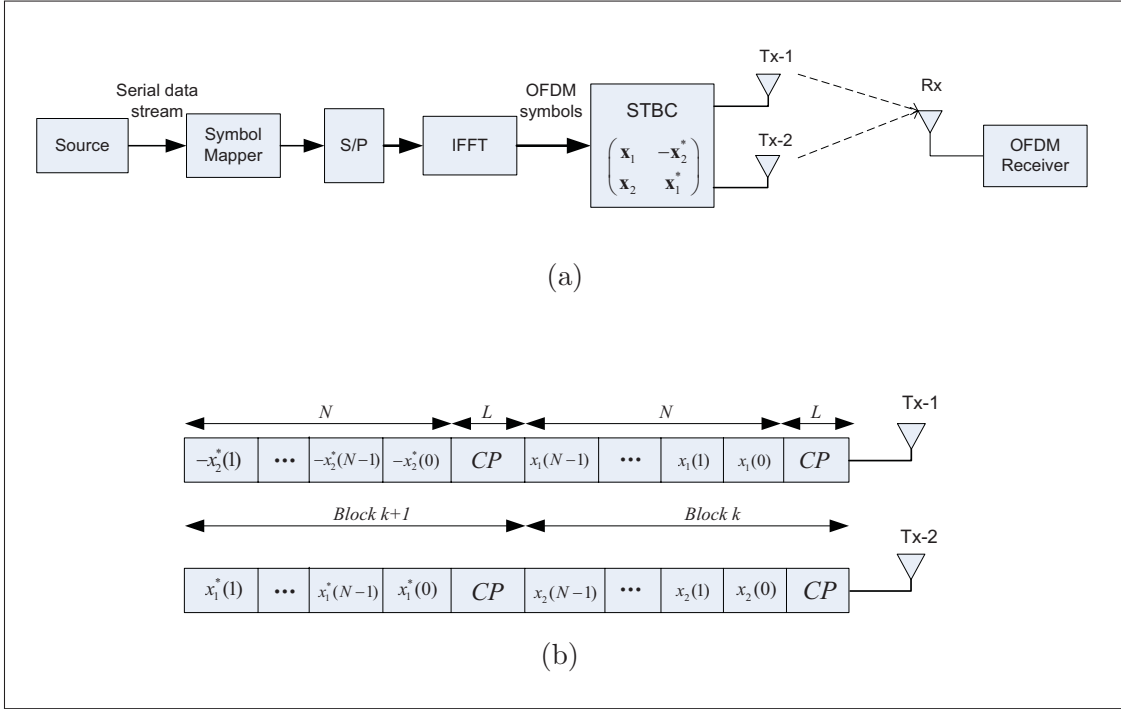 Tx-1
Serial data stream
OFDM symbols
Rx
Source
Symbol Mapper
S/P
IFFT
STBC
x₁ −x₂*
x₂ x₁*
Tx-2
OFDM Receiver
(a)
N L N L
Tx-1
−x₂*(1) ••• −x₂*(N−1) −x₂*(0) CP x₁(N−1) ••• x₁(1) x₁(0) CP
Block k+1 Block k
Tx-2
x₁*(1) ••• x₁*(N−1) x₁*(0) CP x₂(N−1) ••• x₂(1) x₂(0) CP
(b)